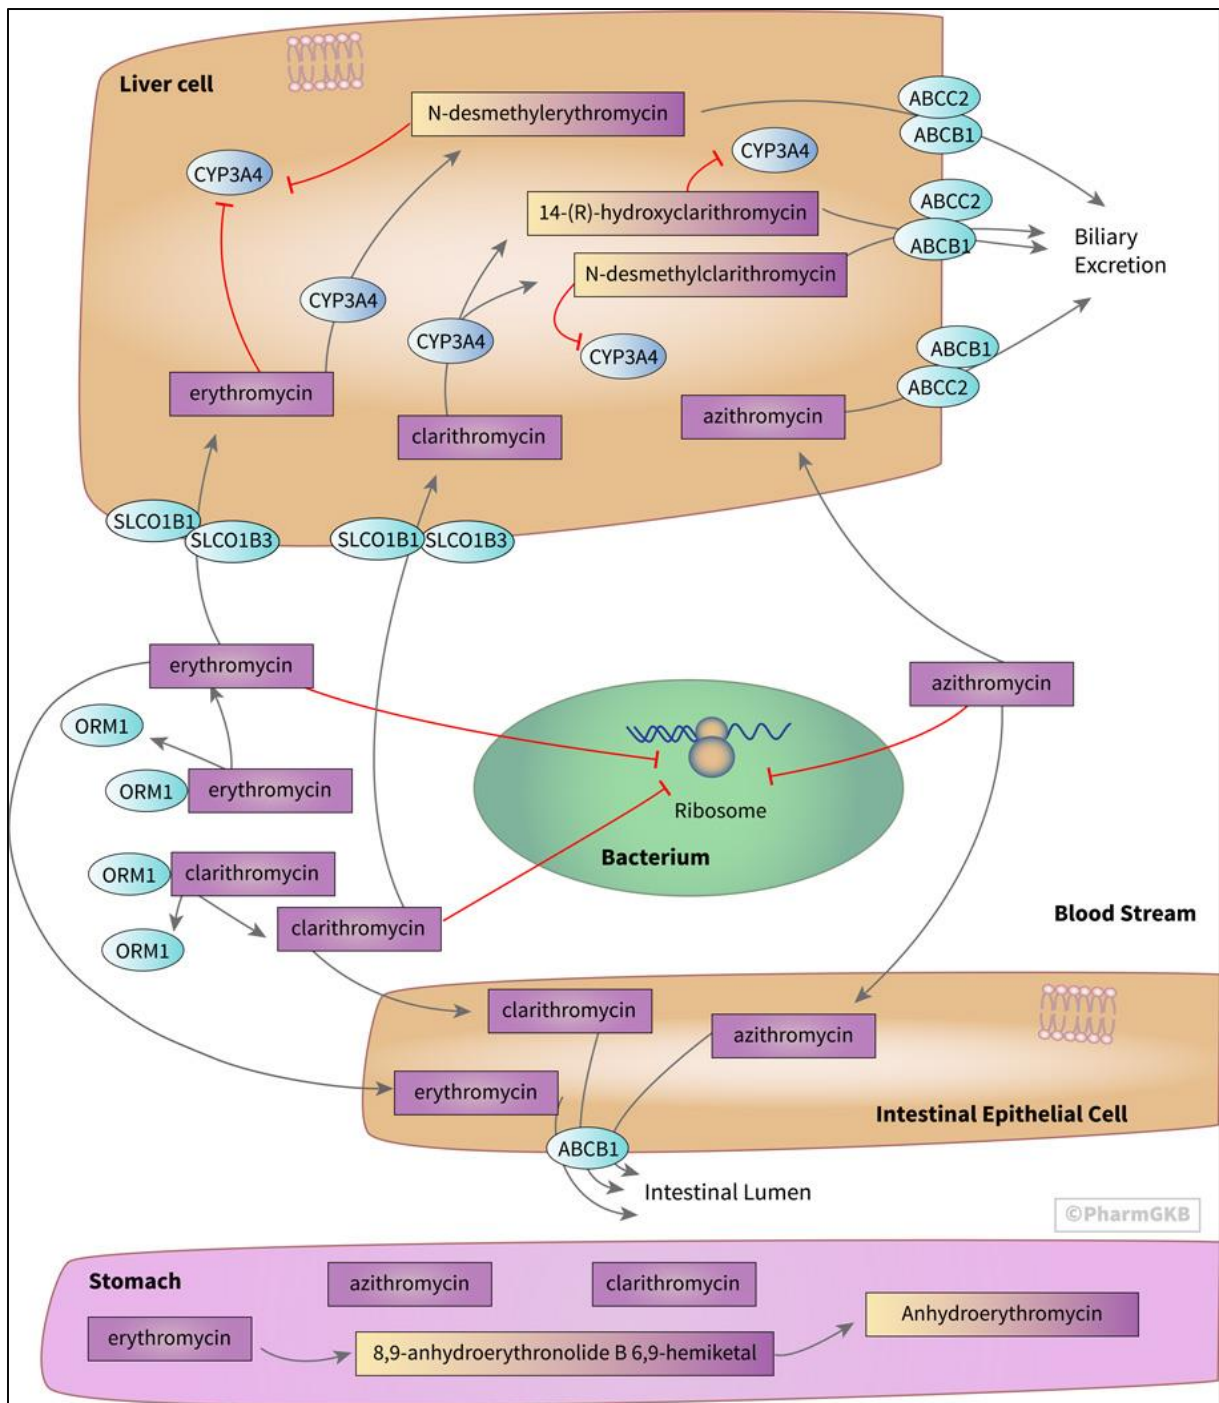 Liver cell
N-desmethylerythromycin
ABCC2
ABCB1
CYP3A4
CYP3A4
14-(R)-hydroxyclarithromycin
ABCC2
ABCB1
Biliary
Excretion
N-desmethylclarithromycin
CYP3A4
CYP3A4
CYP3A4
ABCB1
ABCC2
erythromycin
clarithromycin
azithromycin
SLCO1B1
SLCO1B3
SLCO1B1
SLCO1B3
erythromycin
azithromycin
ORM1
ORM1
erythromycin
Ribosome
Bacterium
ORM1
clarithromycin
clarithromycin
ORM1
Blood Stream
clarithromycin
azithromycin
erythromycin
Intestinal Epithelial Cell
ABCB1
Intestinal Lumen
©PharmGKB
Stomach
azithromycin
clarithromycin
erythromycin
Anhydroerythromycin
8,9-anhydroerythronolide B 6,9-hemiketal